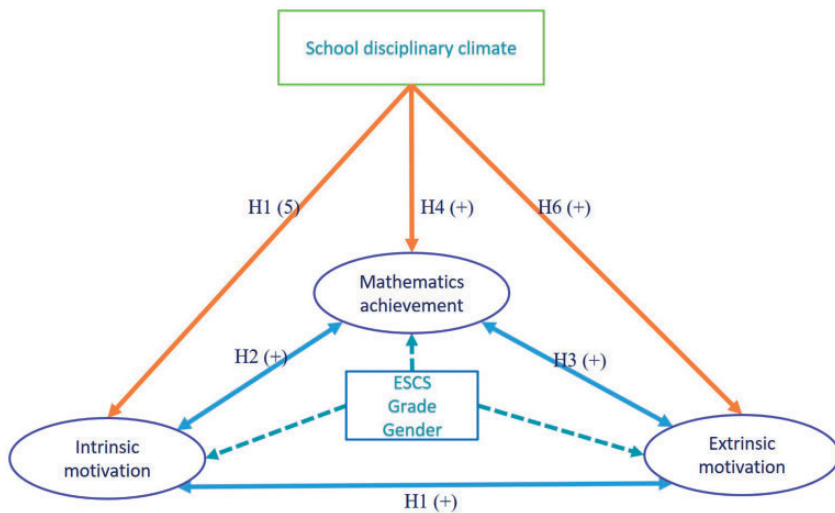 School disciplinary climate
H1 (5)
H4 (+)
H6 (+)
Mathematics
achievement
H2 (+)
H3 (+)
ESCS
Grade
Gender
Intrinsic
motivation
Extrinsic
motivation
H1 (+)